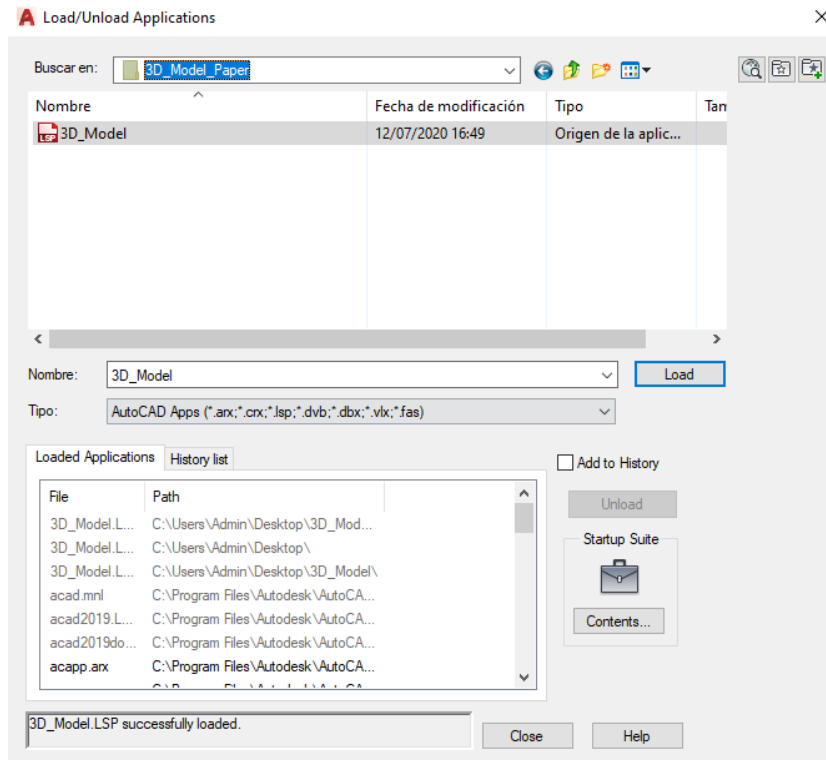 Load/Unload Applications
Buscar en: 3D_Model_Paper
Nombre Fecha de modificación Tipo Tan
LSP 3D_Model 12/07/2020 16:49 Origen de la aplic...
Nombre: 3D_Model Load
Tipo: AutoCAD Apps (*.arx;*.crx;*.lsp;*.dvb;*.dbx;*.vlx;*.fas)
Loaded Applications History list
Add to History
File Path
Unload
3D_Model.L... C:\Users\Admin\Desktop\3D_Mod...
3D_Model.L... C:\Users\Admin\Desktop\
Startup Suite
3D_Model.L... C:\Users\Admin\Desktop\3D_Model\
acad.mnl C:\Program Files\Autodesk\AutoCA...
acad2019.L... C:\Program Files\Autodesk\AutoCA...
Contents...
acad2019do... C:\Program Files\Autodesk\AutoCA...
acapp.arx C:\Program Files\Autodesk\AutoCA...
3D_Model.LSP successfully loaded.
Close Help